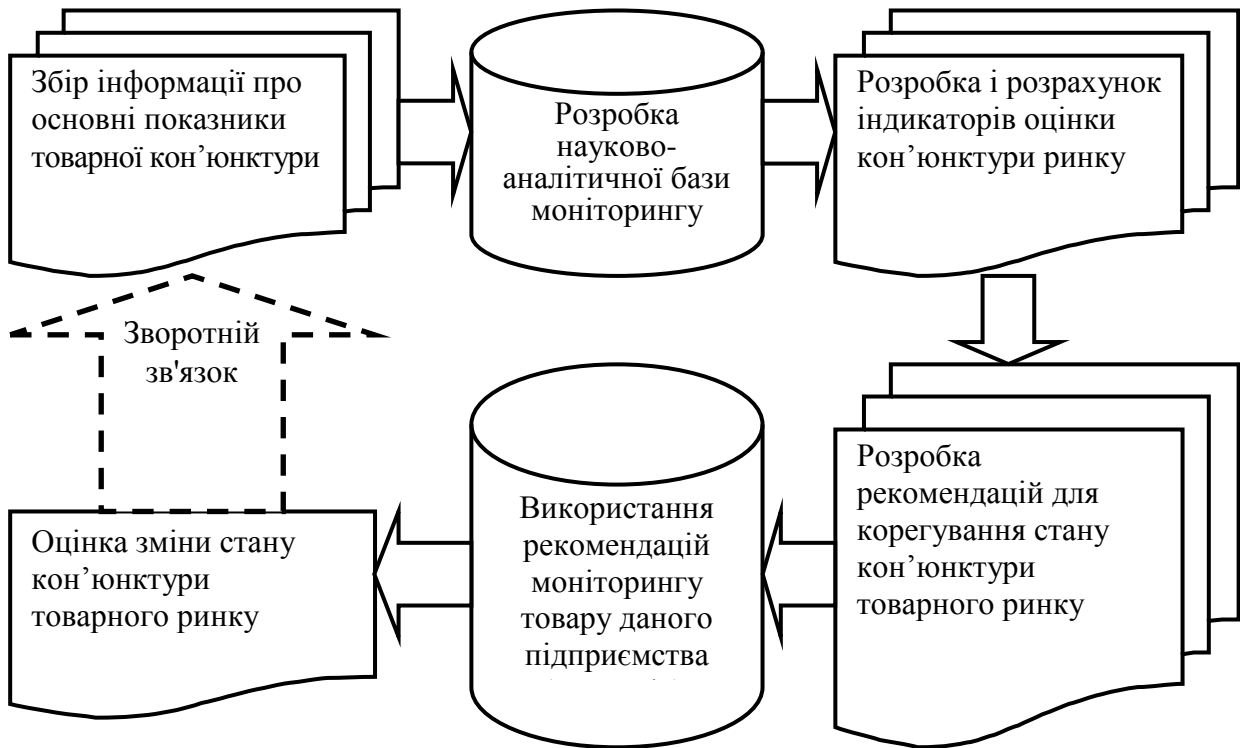 Збір інформації про
основні показники
товарної кон’юнктури
Розробка
науково-
аналітичної бази
моніторингу
Розробка і розрахунок
індикаторів оцінки
кон’юнктури ринку
Зворотній
зв'язок
Розробка
рекомендацій для
корегування стану
кон’юнктури
товарного ринку
Використання
рекомендацій
моніторингу
товару даного
підприємства
Оцінка зміни стану
кон’юнктури
товарного ринку